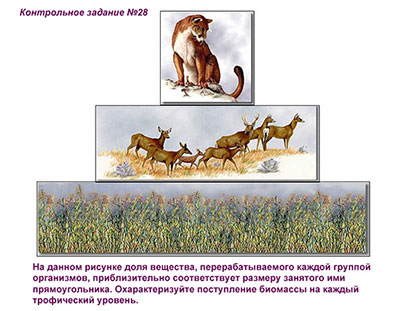 Контрольное задание №28
На данном рисунке доля вещества, перерабатываемого каждой группой
организмов, приблизительно соответствует размеру занятого ими
прямоугольника. Охарактеризуйте поступление биомассы на каждый
трофический уровень.